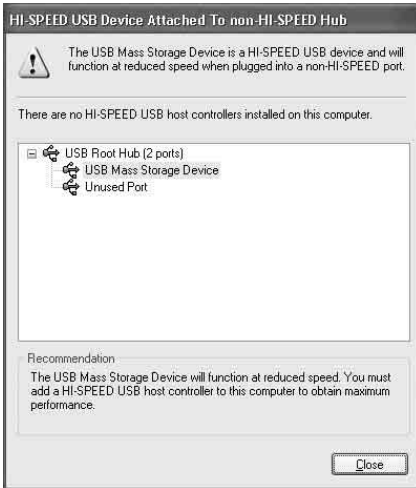 HI-SPEED USB Device Attached To non-HI-SPEED Hub
The USB Mass Storage Device is a HI-SPEED USB device and will
function at reduced speed when plugged into a non-HI-SPEED port.
There are no HI-SPEED USB host controllers installed on this computer.
USB Root Hub (2 ports)
USB Mass Storage Device
Unused Port
Recommendation
The USB Mass Storage Device will function at reduced speed. You must
add a HI-SPEED USB host controller to this computer to obtain maximum
performance.
Close